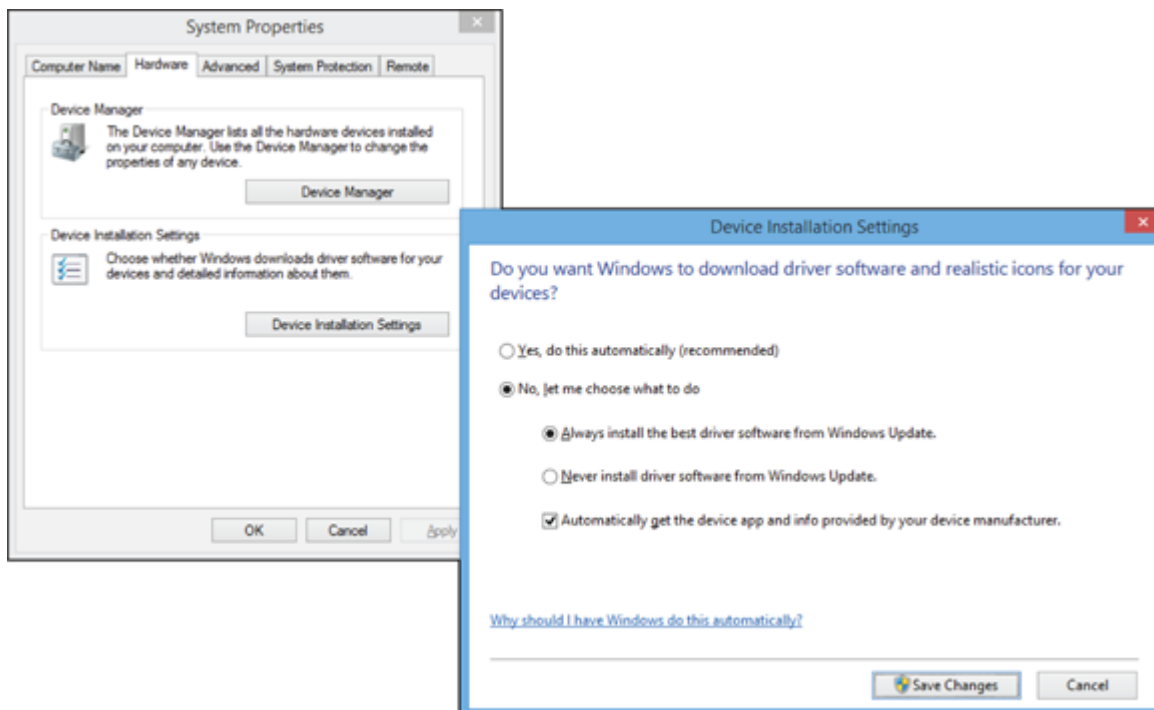 System Properties
Computer Name Hardware Advanced System Protection Remote
Device Manager
The Device Manager lists all the hardware devices installed
on your computer. Use the Device Manager to change the
properties of any device.
Device Manager
Device Installation Settings
Choose whether Windows downloads driver software for your
devices and detailed information about them.
Device Installation Settings
OK Cancel Apply
Device Installation Settings
Do you want Windows to download driver software and realistic icons for your
devices?
Yes, do this automatically (recommended)
No, let me choose what to do
Always install the best driver software from Windows Update.
Never install driver software from Windows Update.
Automatically get the device app and info provided by your device manufacturer.
Why should I have Windows do this automatically?
Save Changes Cancel